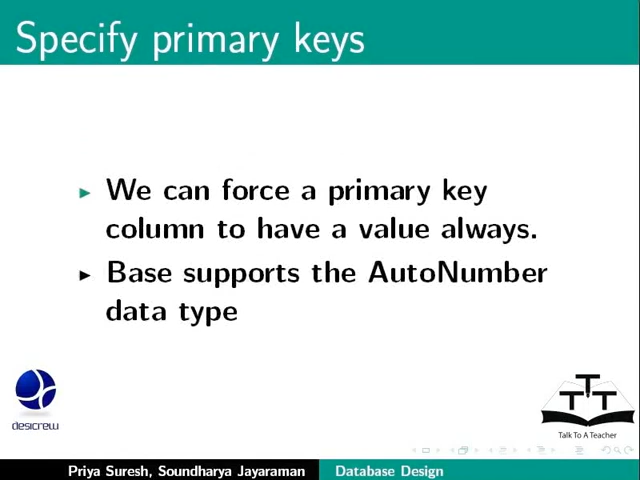 Specify primary keys
We can force a primary key
column to have a value always.
Base supports the AutoNumber
data type
desicrew
T T T
Talk To A Teacher
Priya Suresh, Soundharya Jayaraman Database Design